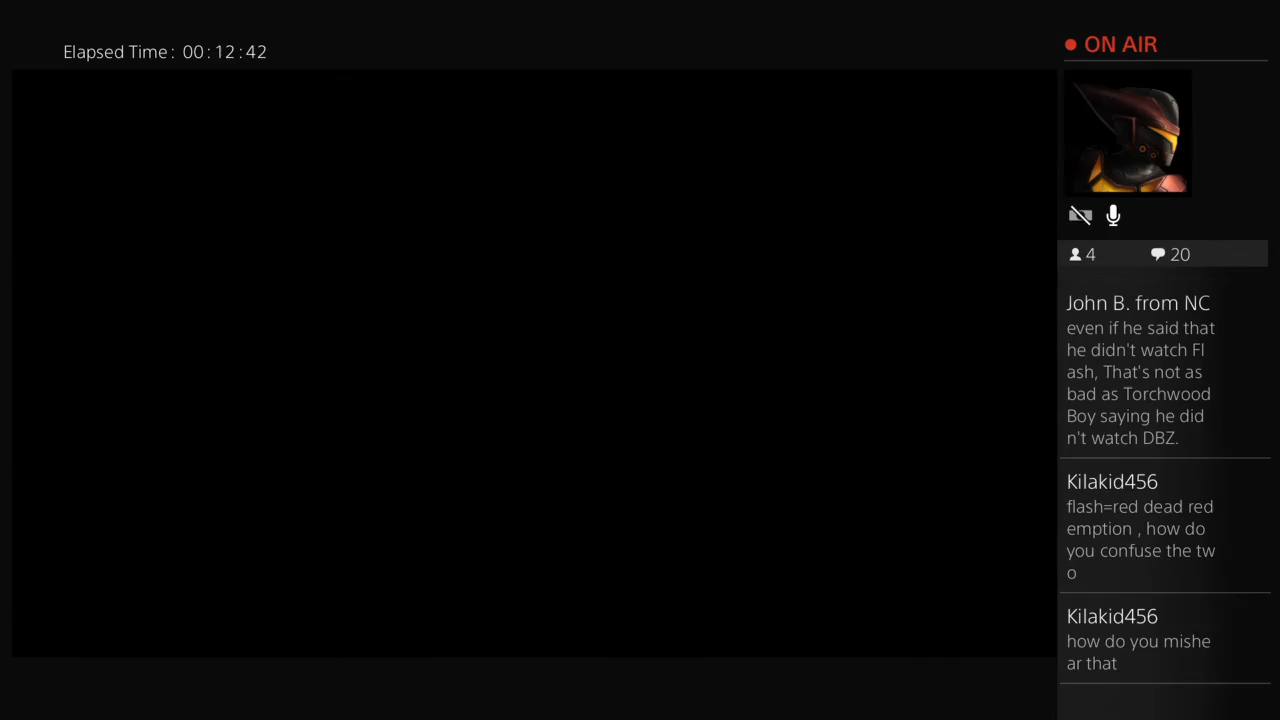 Elapsed Time: 00:12:42
ON AIR
4 20
John B. from NC
even if he said that
he didn't watch Fl
ash, That's not as
bad as Torchwood
Boy saying he did
n't watch DBZ.
Kilakid456
flash=red dead red
emption , how do
you confuse the tw
o
Kilakid456
how do you mishe
ar that